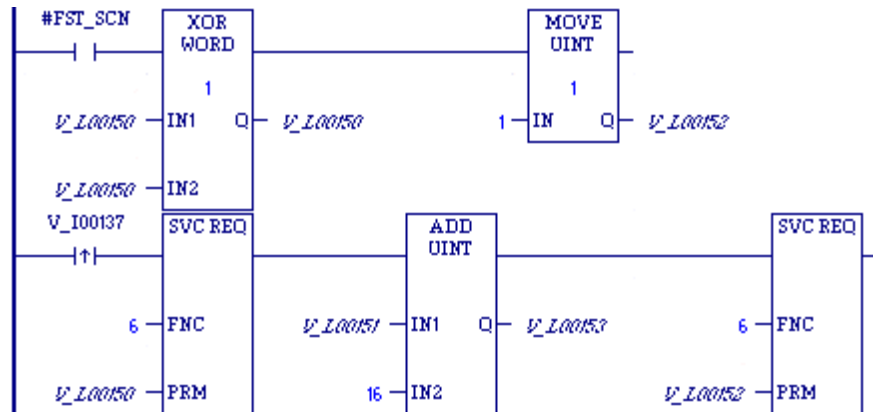 #FST_SCN XOR WORD MOVE UINT
1 1
V_L00150 IN1 Q V_L00150 1 IN Q V_L00152
V_L00150 IN2
V_I00137 SVC REQ ADD UINT SVC REQ
6 FNC V_L00151 IN1 Q V_L00153 6 FNC
V_L00150 PRM 16 IN2 V_L00152 PRM